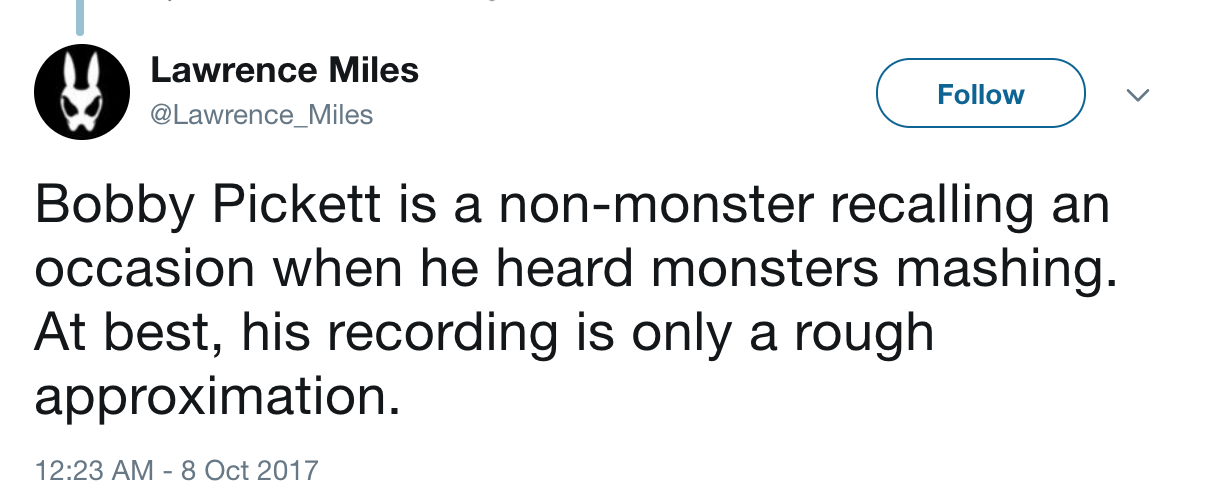 Lawrence Miles
@Lawrence_Miles
Follow
Bobby Pickett is a non-monster recalling an
occasion when he heard monsters mashing.
At best, his recording is only a rough
approximation.
12:23 AM - 8 Oct 2017